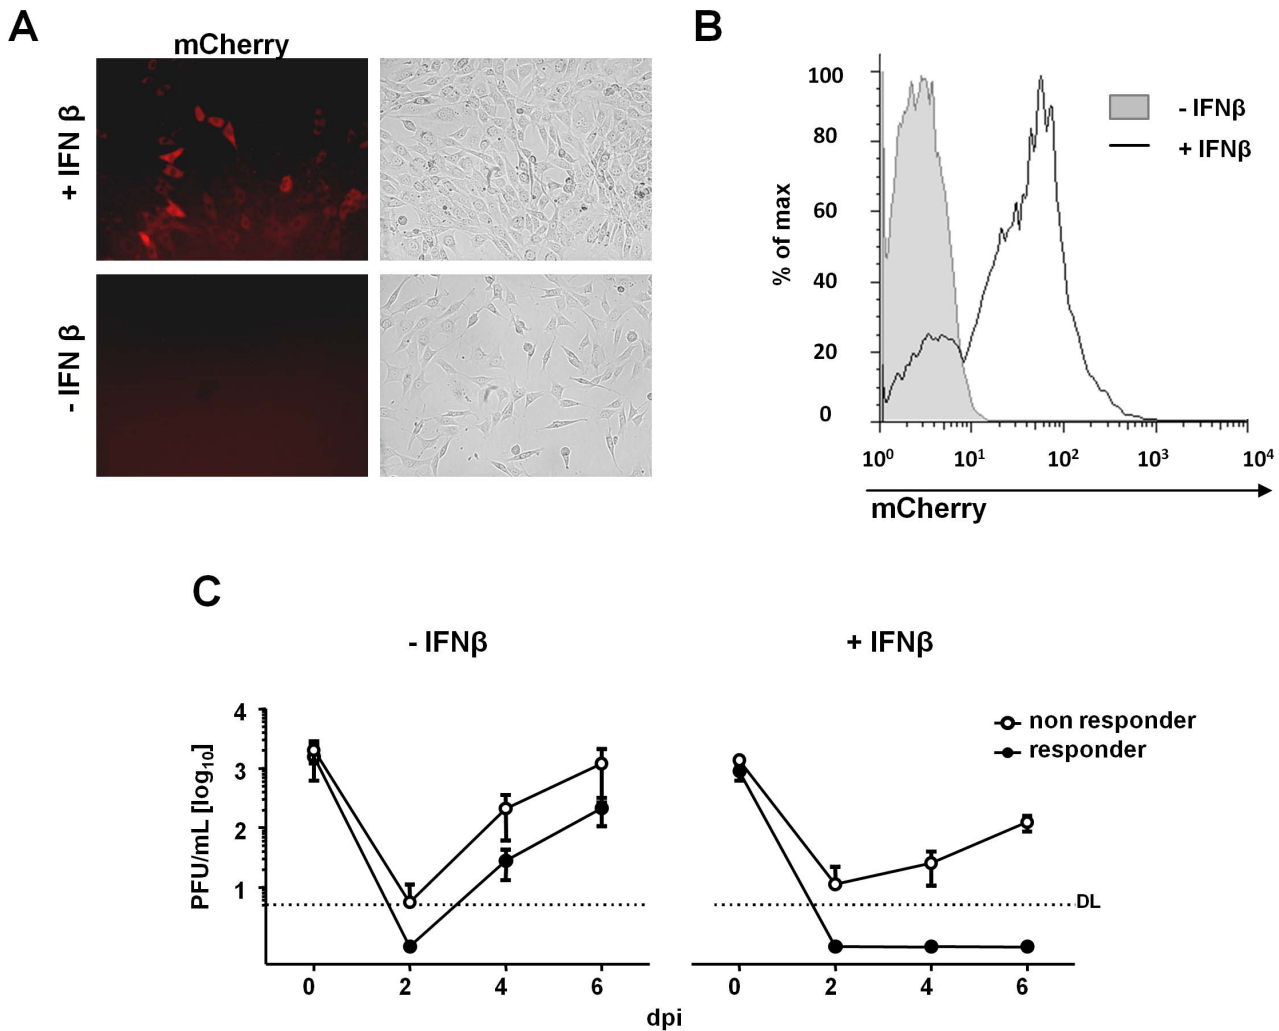 A
mCherry
+ IFN β
- IFN β
B
100
80
60
40
20
0
% of max
- IFNβ
+ IFNβ
10⁰ 10¹ 10² 10³ 10⁴
mCherry
C
- IFNβ
+ IFNβ
4
3
2
1
PFU/mL [log₁₀]
non responder
responder
DL
0 2 4 6
0 2 4 6
dpi